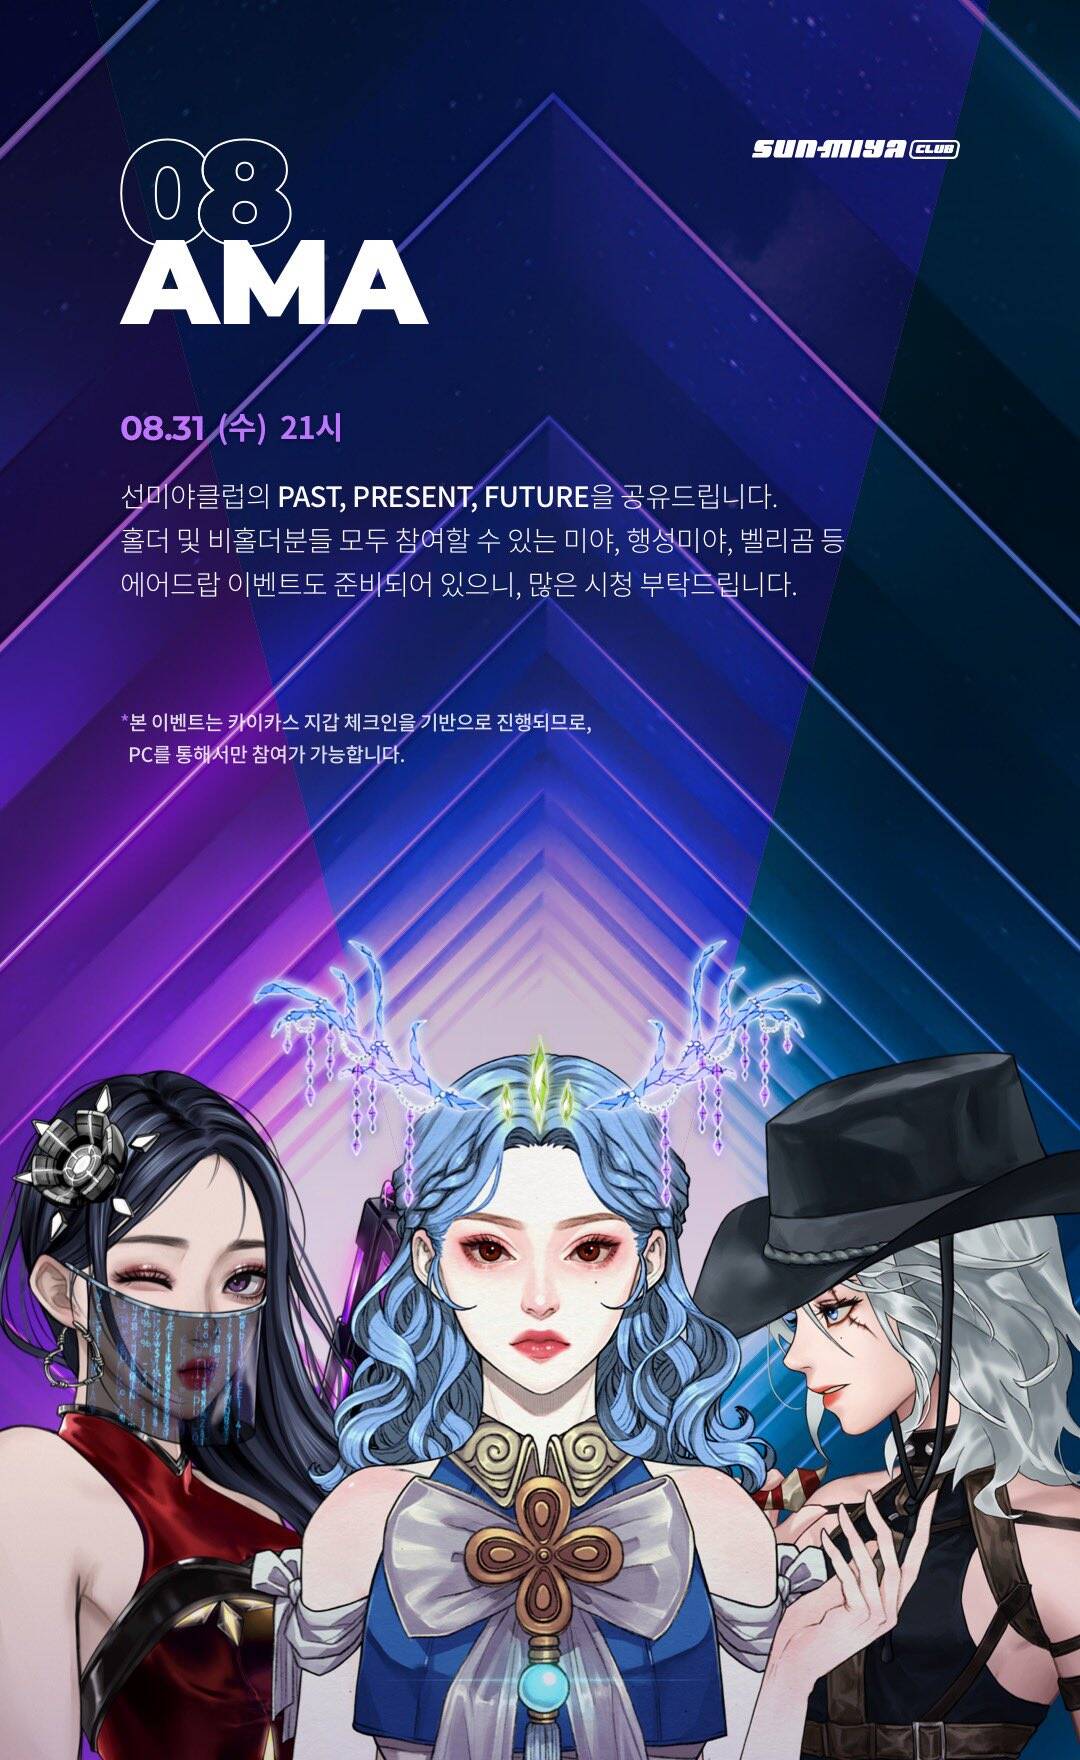 08
SUNMIYA CLUB
AMA
08.31 (수) 21시
선미야클럽의 PAST, PRESENT, FUTURE을 공유드립니다.
홀더 및 비홀더분들 모두 참여할 수 있는 미야, 행성미야, 벨리곰 등
에어드랍 이벤트도 준비되어 있으니, 많은 시청 부탁드립니다.
*본 이벤트는 카이카스 지갑 체크인을 기반으로 진행되므로,
PC를 통해서만 참여가 가능합니다.